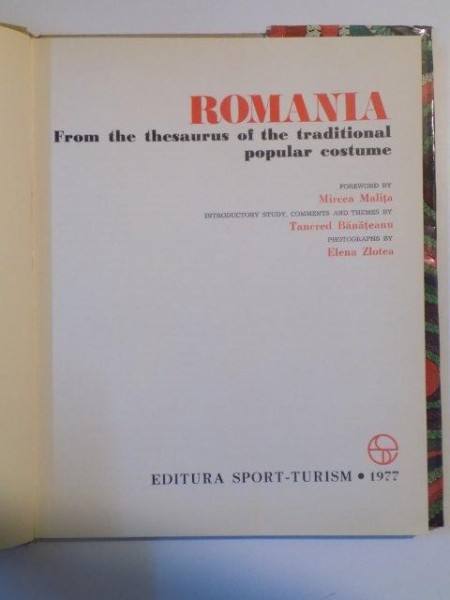 ROMANIA
From the thesaurus of the traditional
popular costume
FOREWORD BY
Mircea Malița
INTRODUCTORY STUDY, COMMENTS AND THEMES BY
Tancred Bănățeanu
PHOTOGRAPHS BY
Elena Zlotea
EDITURA SPORT-TURISM • 1977